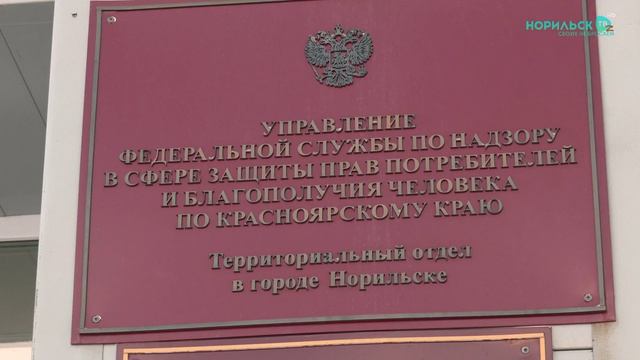 НОРИЛЬСК
УПРАВЛЕНИЕ
ФЕДЕРАЛЬНОЙ СЛУЖБЫ ПО НАДЗОРУ
В СФЕРЕ ЗАЩИТЫ ПРАВ ПОТРЕБИТЕЛЕЙ
И БЛАГОПОЛУЧИЯ ЧЕЛОВЕКА
ПО КРАСНОЯРСКОМУ КРАЮ
Территориальный отдел
в городе Норильске